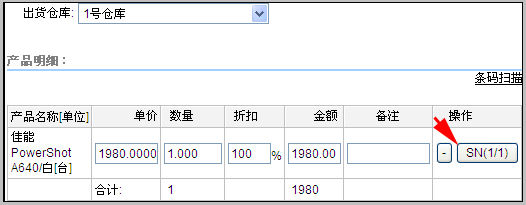 出货仓库: 1号仓库
产品明细：
条码扫描
产品名称[单位] 单价 数量 折扣 金额 备注 操作
佳能
PowerShot
A640/白[台] 1980.0000 1.000 100 % 1980.00 - SN(1/1)
合计: 1 1980